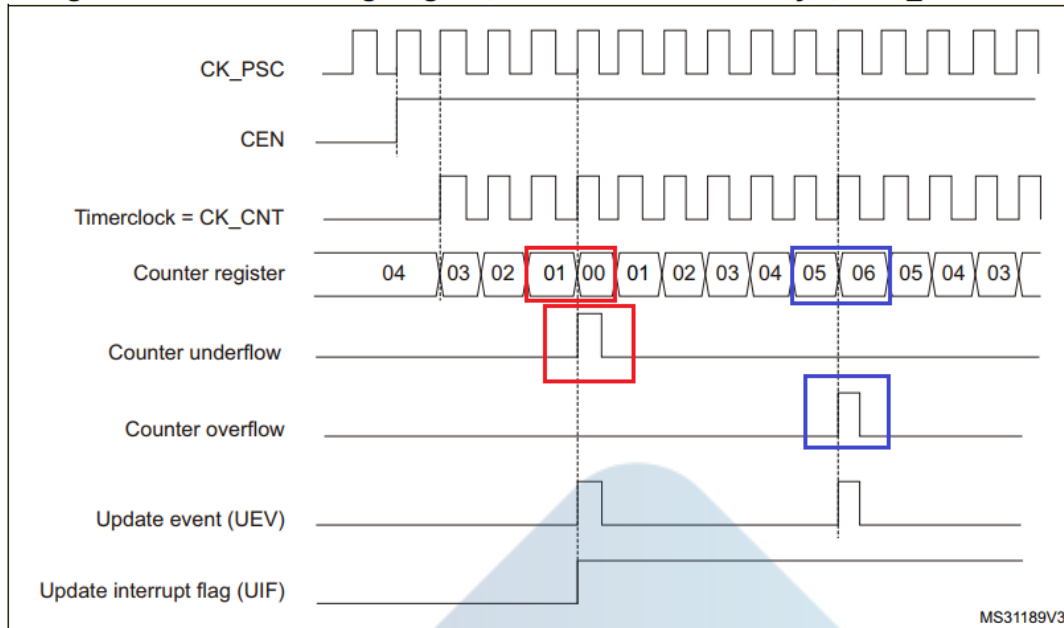 CK_PSC
CEN
Timerclock = CK_CNT
Counter register 04 03 02 01 00 01 02 03 04 05 06 05 04 03
Counter underflow
Counter overflow
Update event (UEV)
Update interrupt flag (UIF)
MS31189V3